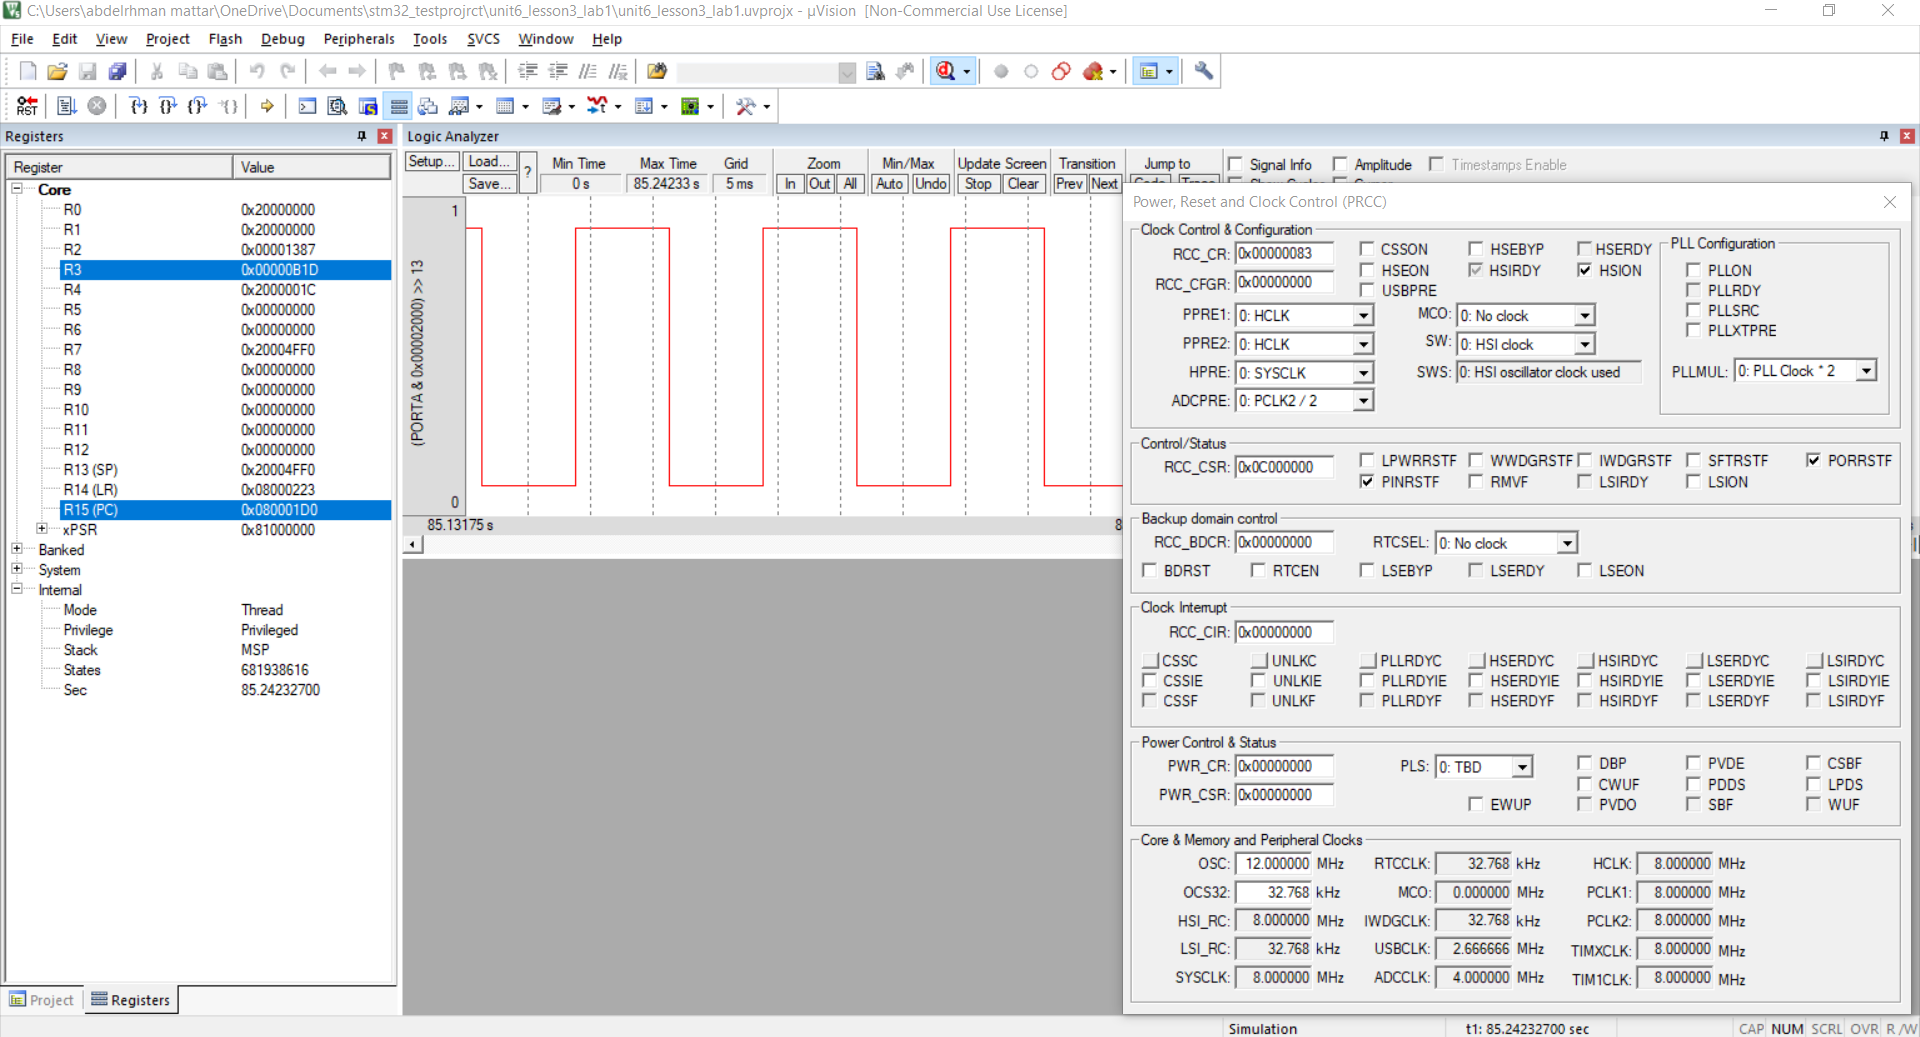 C:\Users\abdelrhman mattar\OneDrive\Documents\stm32_testprojrct\unit6_lesson3_lab1\unit6_lesson3_lab1.uvprojx - µVision [Non-Commercial Use License]
File Edit View Project Flash Debug Peripherals Tools SVCS Window Help
RST
Registers
Register Value
Core
R0 0x20000000
R1 0x20000000
R2 0x00001387
R3 0x00000B1D
R4 0x2000001C
R5 0x00000000
R6 0x00000000
R7 0x20004FF0
R8 0x00000000
R9 0x00000000
R10 0x00000000
R11 0x00000000
R12 0x00000000
R13 (SP) 0x20004FF0
R14 (LR) 0x08000223
R15 (PC) 0x080001D0
xPSR 0x81000000
Banked
System
Internal
Mode Thread
Privilege Privileged
Stack MSP
States 681938616
Sec 85.24232700
Project Registers
Logic Analyzer
Setup... Load... ? Min Time Max Time Grid Zoom Min/Max Update Screen Transition Jump to Signal Info Amplitude Timestamps Enable
Save... 0 s 85.24233 s 5 ms In Out All Auto Undo Stop Clear Prev Next
1
(PORTA & 0x00002000) >> 13
0
85.13175 s 8
Power, Reset and Clock Control (PRCC)
Clock Control & Configuration
RCC_CR: 0x00000083 CSSON HSEBYP HSERDY
RCC_CFGR: 0x00000000 HSEON HSIRDY HSION
USBPRE
PPRE1: 0: HCLK MCO: 0: No clock
PPRE2: 0: HCLK SW: 0: HSI clock
HPRE: 0: SYSCLK SWS: 0: HSI oscillator clock used
ADCPRE: 0: PCLK2 / 2
PLL Configuration
PLLON
PLLRDY
PLLSRC
PLLXTPRE
PLLMUL: 0: PLL Clock * 2
Control/Status
RCC_CSR: 0x0C000000 LPWRRSTF WWDGRSTF IWDGRSTF SFTRSTF PORRSTF
PINRSTF RMVF LSIRDY LSION
Backup domain control
RCC_BDCR: 0x00000000 RTCSEL: 0: No clock
BDRST RTCEN LSEBYP LSERDY LSEON
Clock Interrupt
RCC_CIR: 0x00000000
CSSC UNLKC PLLRDYC HSERDYC HSIRDYC LSERDYC LSIRDYC
CSSIE UNLKIE PLLRDYIE HSERDYIE HSIRDYIE LSERDYIE LSIRDYIE
CSSF UNLKF PLLRDYF HSERDYF HSIRDYF LSERDYF LSIRDYF
Power Control & Status
PWR_CR: 0x00000000 PLS: 0: TBD DBP PVDE CSBF
CWUF PDDS LPDS
PWR_CSR: 0x00000000 EWUP PVDO SBF WUF
Core & Memory and Peripheral Clocks
OSC: 12.000000 MHz RTCCLK: 32.768 kHz HCLK: 8.000000 MHz
OCS32: 32.768 kHz MCO: 0.000000 MHz PCLK1: 8.000000 MHz
HSI_RC: 8.000000 MHz IWDGCLK: 32.768 kHz PCLK2: 8.000000 MHz
LSI_RC: 32.768 kHz USBCLK: 2.666666 MHz TIMXCLK: 8.000000 MHz
SYSCLK: 8.000000 MHz ADCCLK: 4.000000 MHz TIM1CLK: 8.000000 MHz
Simulation t1: 85.24232700 sec CAP NUM SCRL OVR R /W